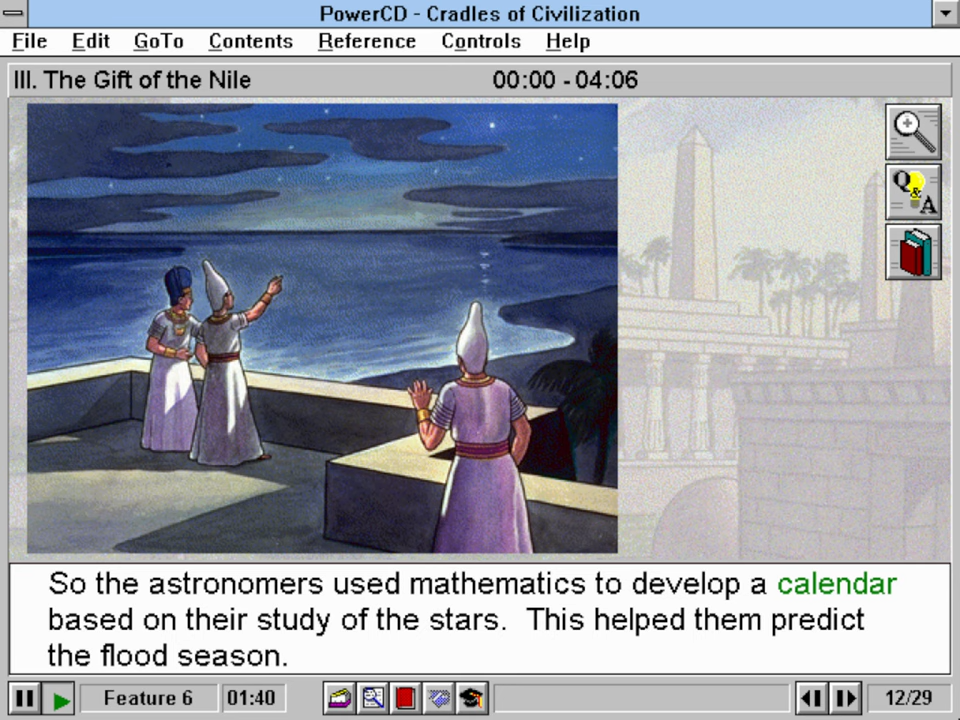 PowerCD - Cradles of Civilization
File Edit GoTo Contents Reference Controls Help
III. The Gift of the Nile 00:00 - 04:06
Q & A
So the astronomers used mathematics to develop a calendar
based on their study of the stars. This helped them predict
the flood season.
Feature 6 01:40 12/29